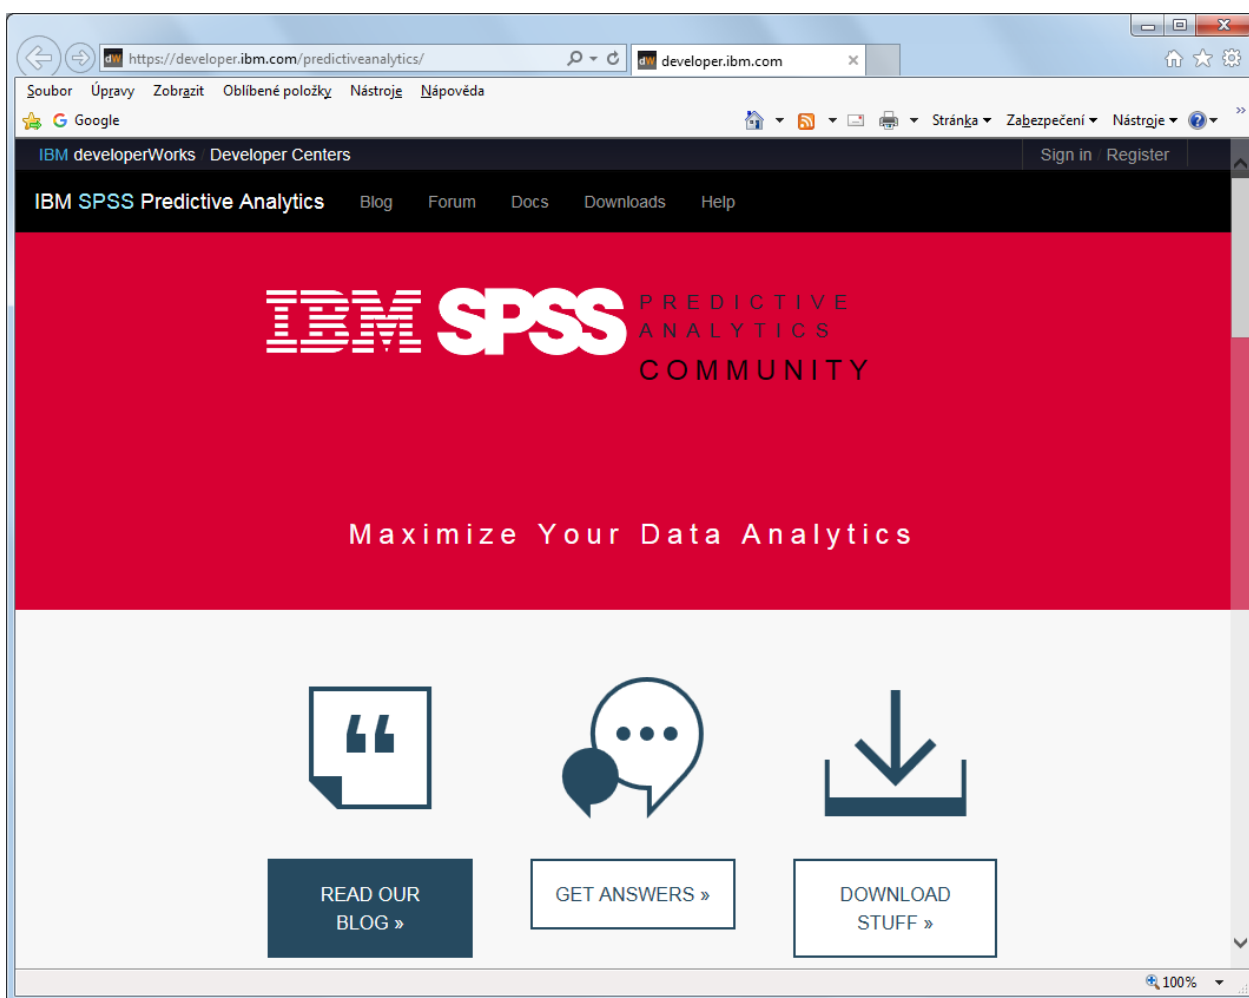 https://developer.ibm.com/predictiveanalytics/
dW developer.ibm.com
Soubor Úpravy Zobrazit Oblíbené položky Nástroje Nápověda
G Google Stránka Zabezpečení Nástroje
IBM developerWorks / Developer Centers Sign in / Register
IBM SPSS Predictive Analytics Blog Forum Docs Downloads Help
IBM SPSS PREDICTIVE
ANALYTICS
COMMUNITY
Maximize Your Data Analytics
READ OUR
BLOG »
GET ANSWERS »
DOWNLOAD
STUFF »
100%